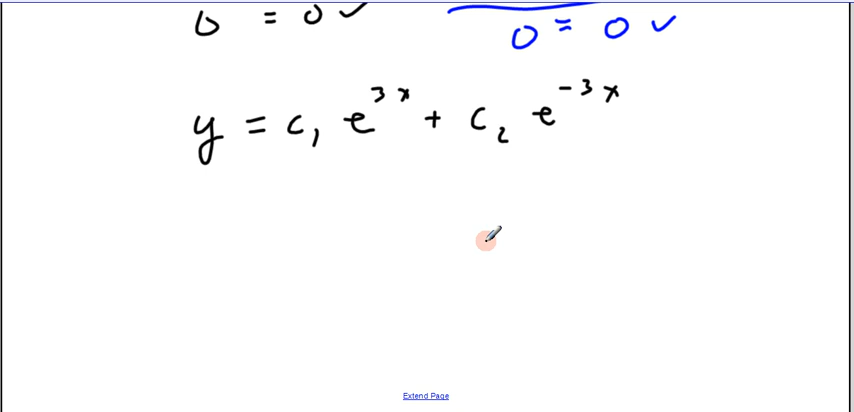 0 = 0 ✓
0 = 0 ✓
y = c₁ e³ˣ + c₂ e⁻³ˣ
Extend Page